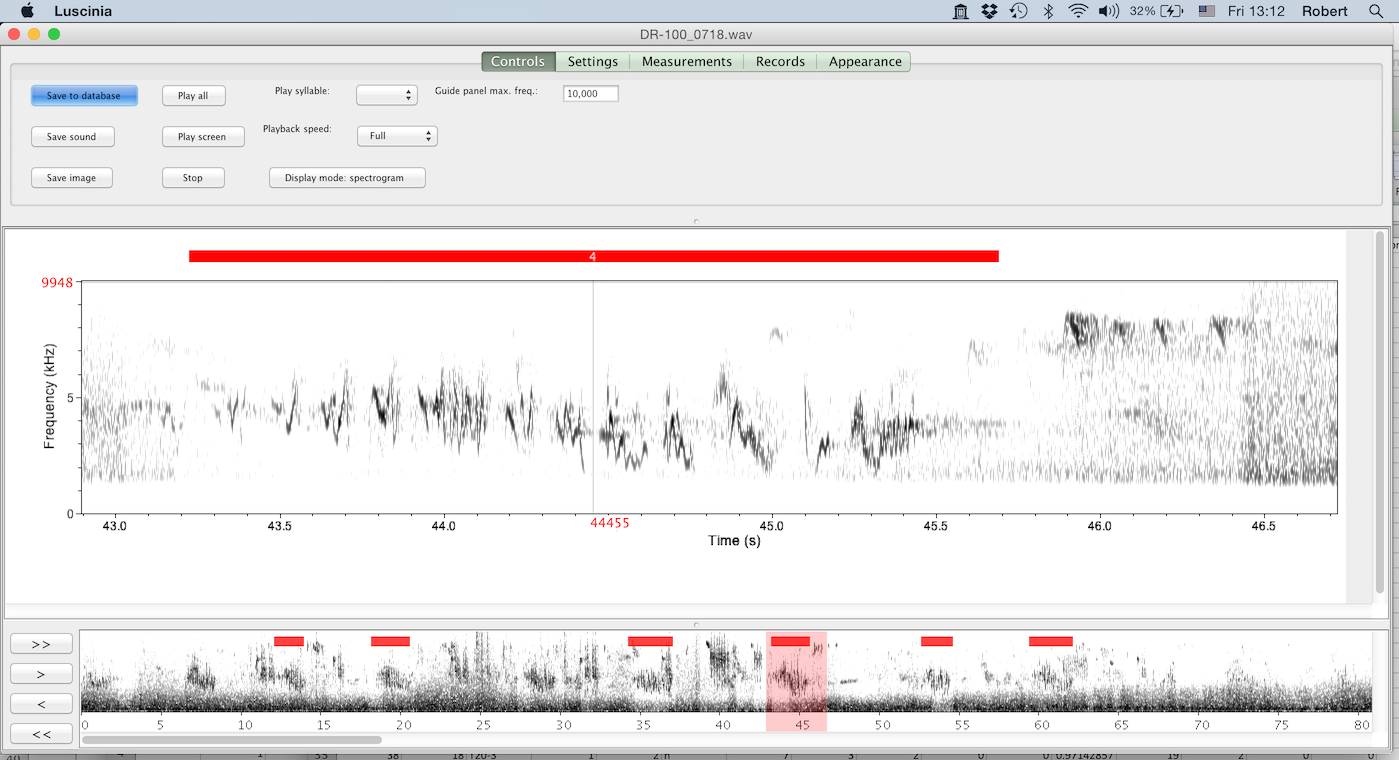 Luscinia 32% Fri 13:12 Robert
DR-100_0718.wav
Controls Settings Measurements Records Appearance
Save to database Play all Play syllable: Guide panel max. freq.: 10,000
Save sound Play screen Playback speed: Full
Save image Stop Display mode: spectrogram
4
9948
Frequency (kHz)
5
0
43.0 43.5 44.0 44455 45.0 45.5 46.0 46.5
Time (s)
>>
>
<
<<
0 5 10 15 20 25 30 35 40 45 50 55 60 65 70 75 80